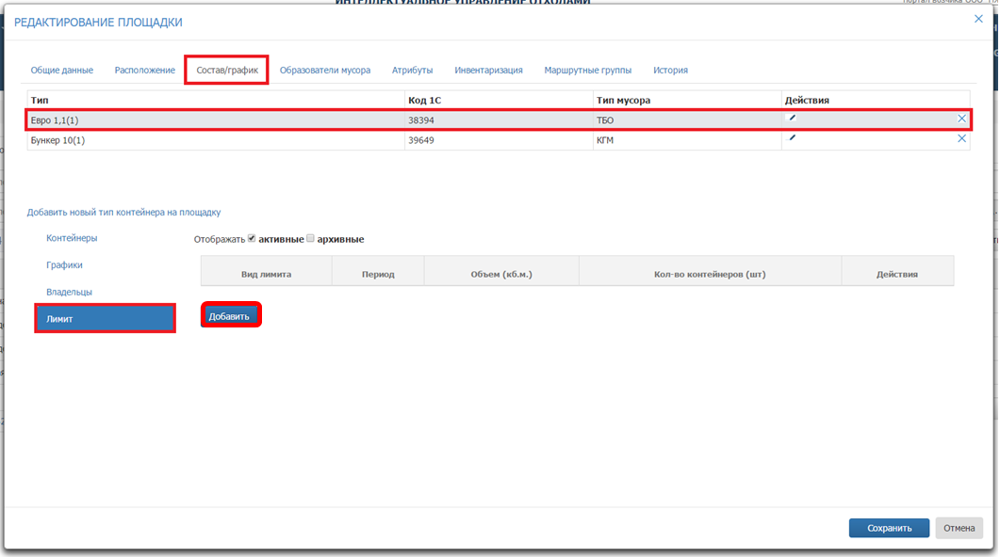 ИНТЕЛЛЕКТУАЛЬНОЕ УПРАВЛЕНИЕ ОТХОДАМИ
РЕДАКТИРОВАНИЕ ПЛОЩАДКИ
Общие данные Расположение Состав/график Образователи мусора Атрибуты Инвентаризация Маршрутные группы История
Тип Код 1С Тип мусора Действия
Евро 1,1(1) 38394 ТБО
Бункер 10(1) 39649 КГМ
Добавить новый тип контейнера на площадку
Контейнеры
Отображать активные архивные
Графики
Вид лимита Период Объем (кб.м.) Кол-во контейнеров (шт) Действия
Владельцы
Лимит
Добавить
Сохранить Отмена